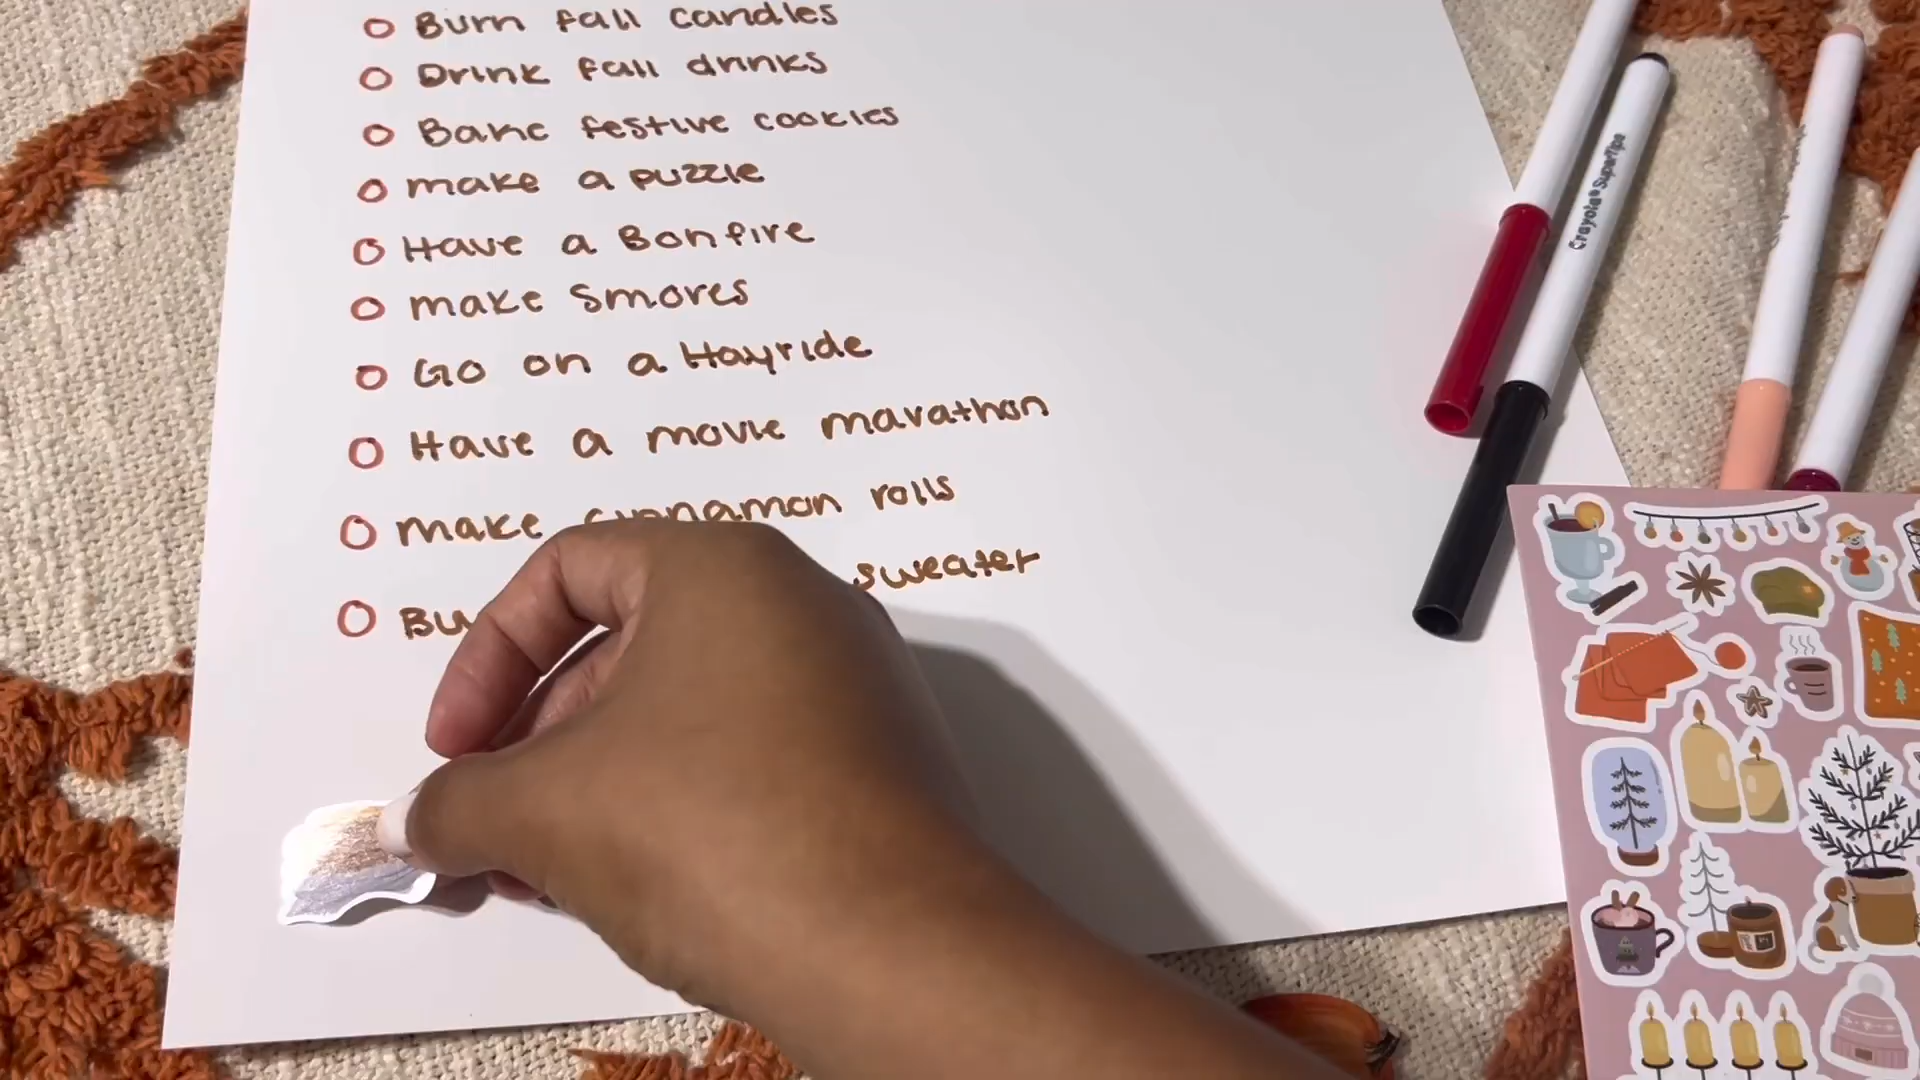 Burn fall candles
Drink fall drinks
Bake festive cookies
make a puzzle
Have a Bonfire
make Smores
Go on a Hayride
Have a movie marathon
make cinnamon rolls
Bu sweater
Crayola SuperTips